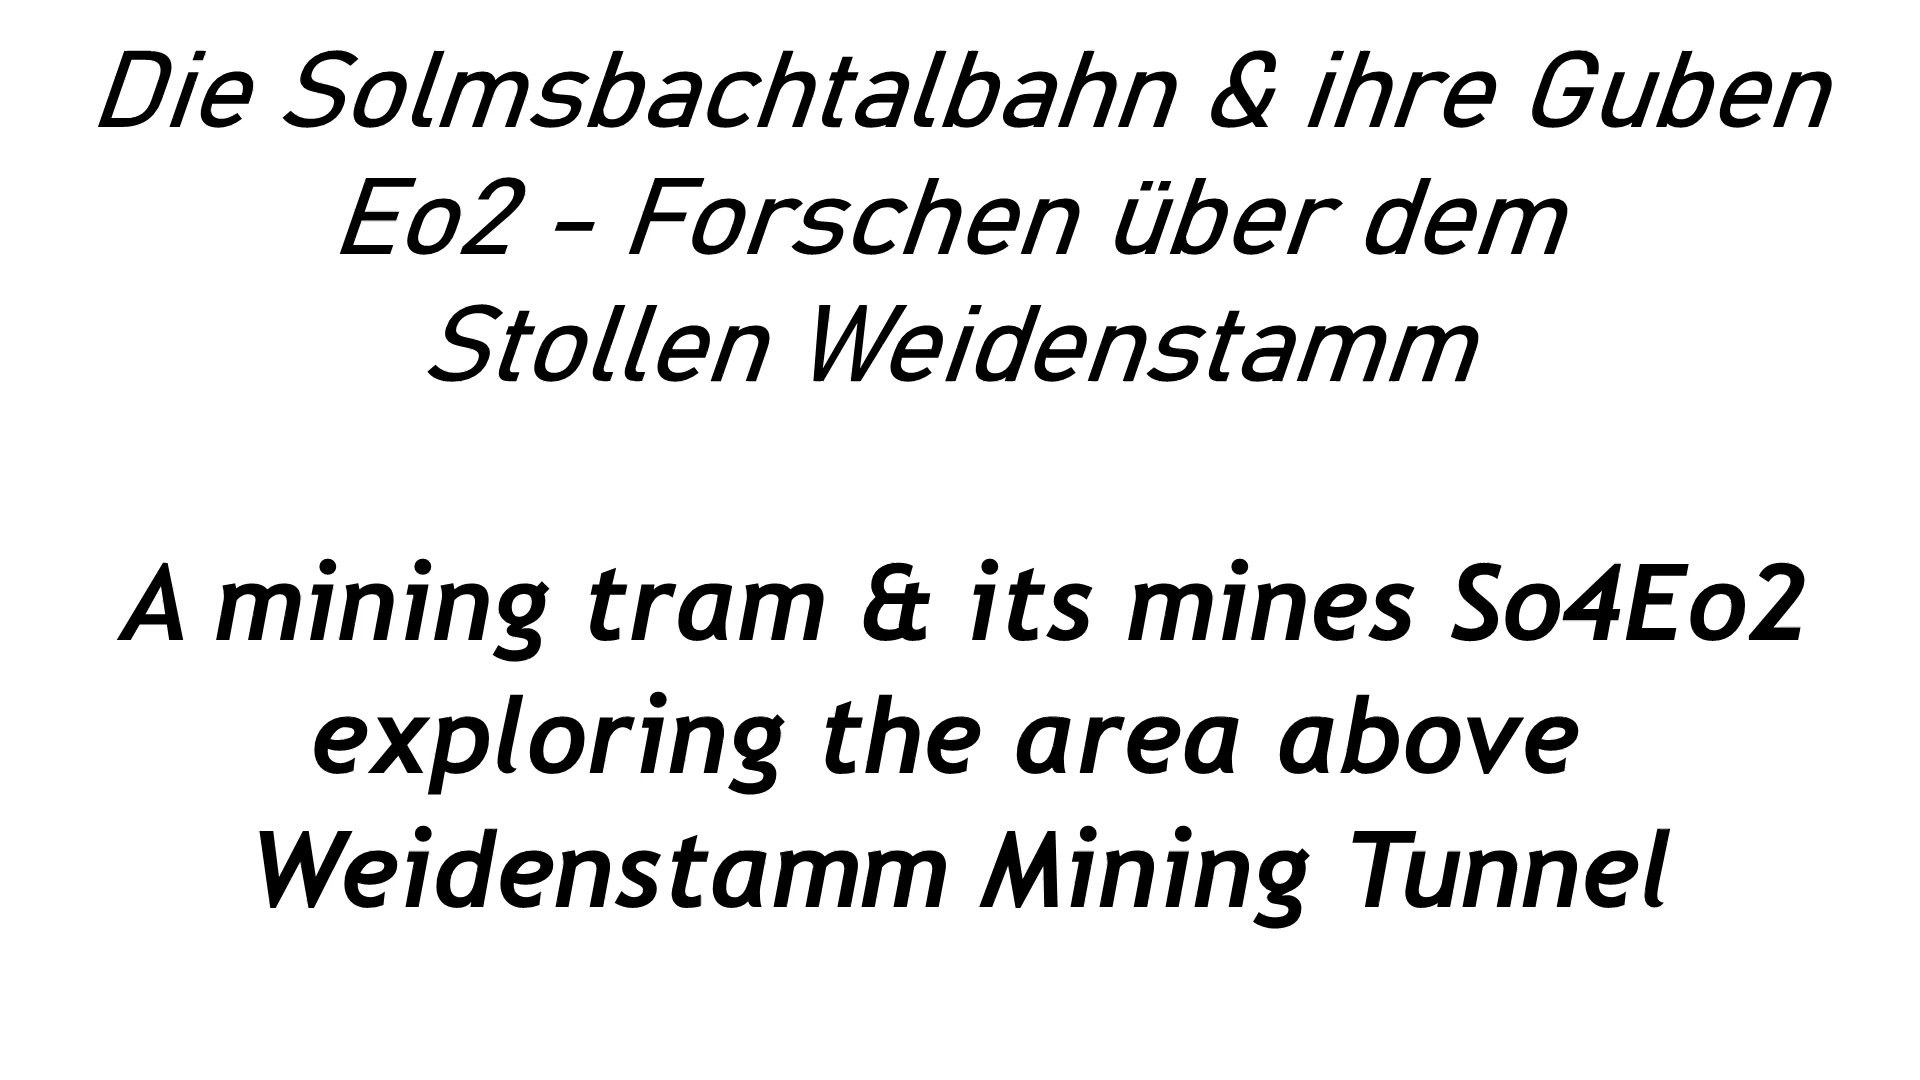 Die Solmsbachtalbahn & ihre Guben
Eo2 - Forschen über dem
Stollen Weidenstamm
A mining tram & its mines So4Eo2
exploring the area above
Weidenstamm Mining Tunnel